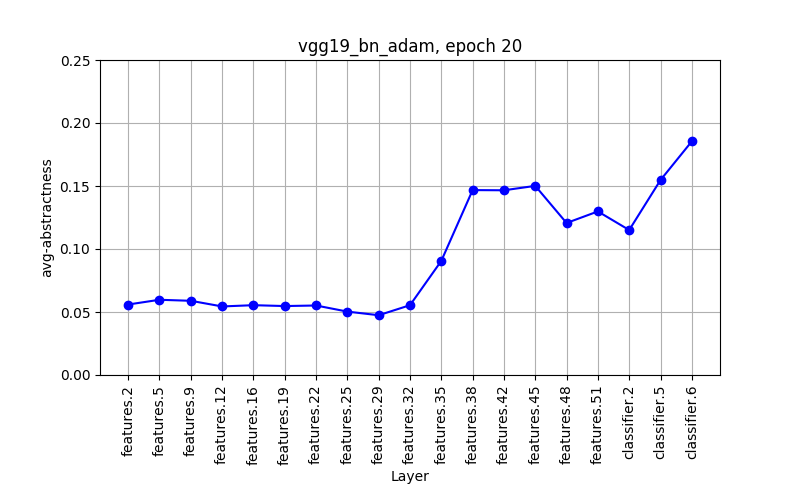 vgg19_bn_adam, epoch 20
avg-abstractness
0.25
0.20
0.15
0.10
0.05
0.00
features.2
features.5
features.9
features.12
features.16
features.19
features.22
features.25
features.29
features.32
features.35
features.38
features.42
features.45
features.48
features.51
classifier.2
classifier.5
classifier.6
Layer